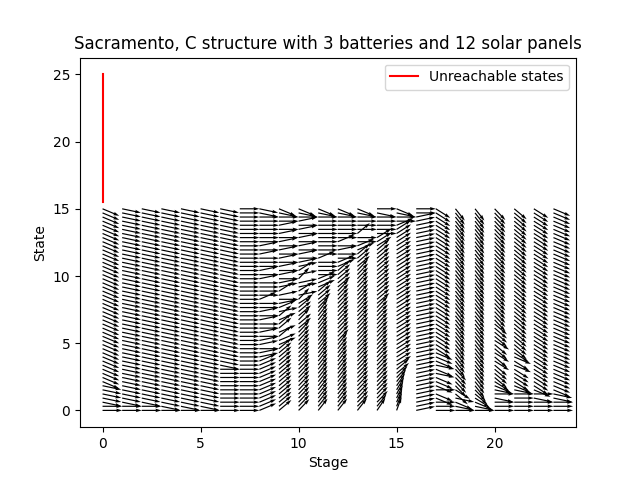 Sacramento, C structure with 3 batteries and 12 solar panels
Unreachable states
25
20
15
10
5
0
State
0 5 10 15 20
Stage